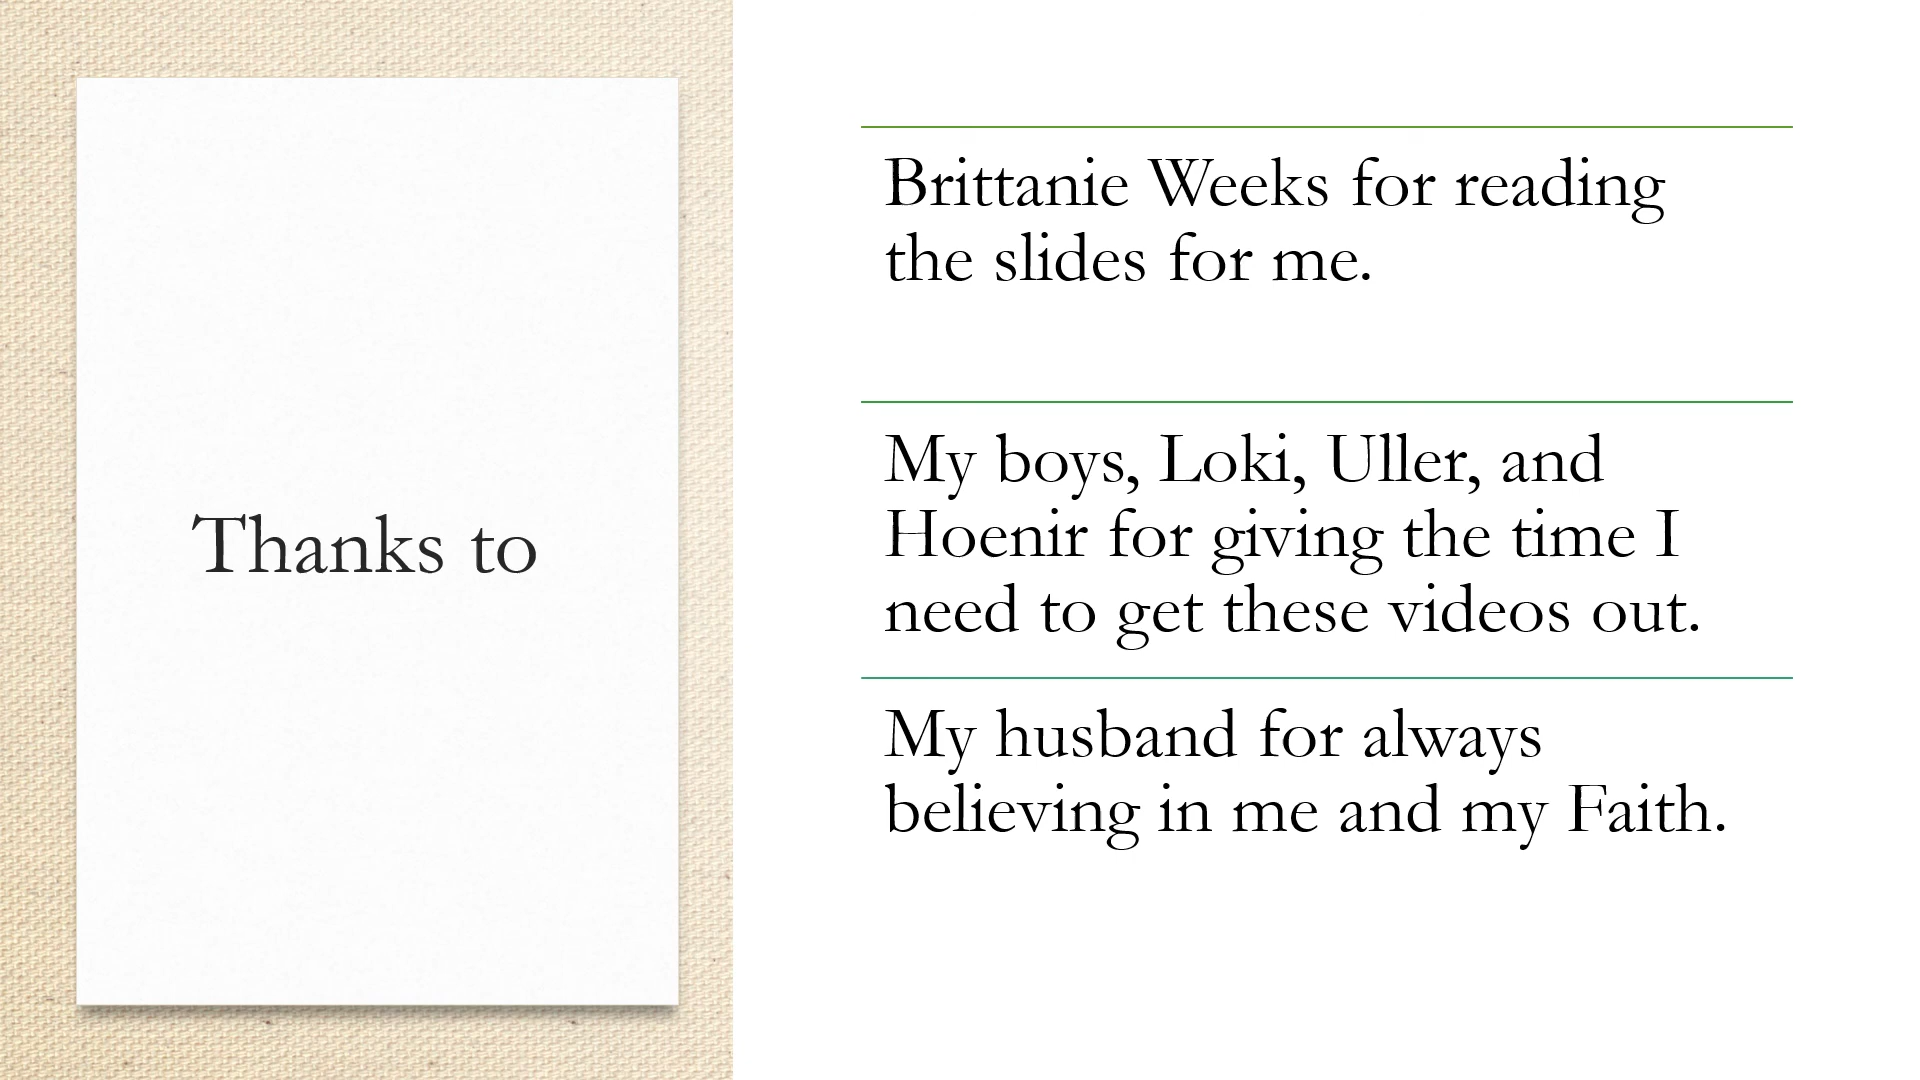 Thanks to
Brittanie Weeks for reading
the slides for me.
My boys, Loki, Uller, and
Hoenir for giving the time I
need to get these videos out.
My husband for always
believing in me and my Faith.